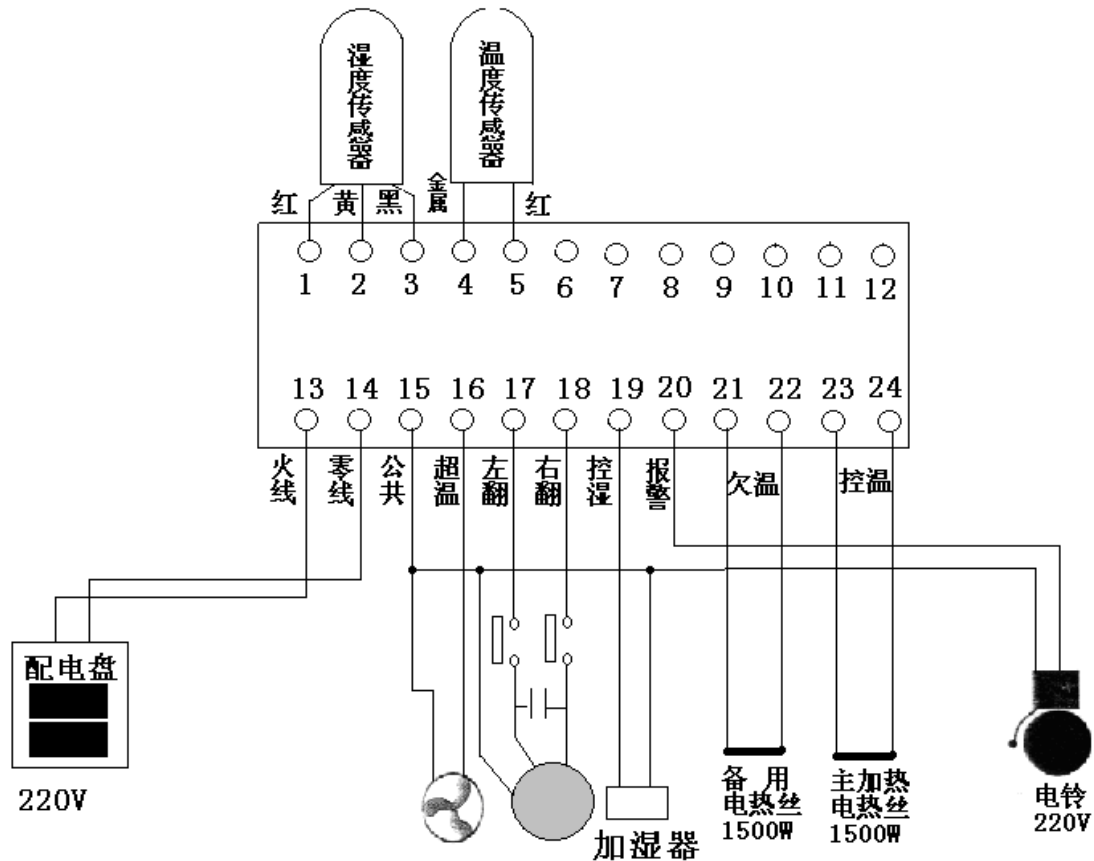 湿度传感器
温度传感器
红
黄
黑
金属
红
1 2 3 4 5 6 7 8 9 10 11 12
13 14 15 16 17 18 19 20 21 22 23 24
火线
零线
公共
超温
左翻
右翻
控湿
报警
欠温
控温
配电盘
220V
加湿器
备 用
电热丝
1500W
主加热
电热丝
1500W
电铃
220V